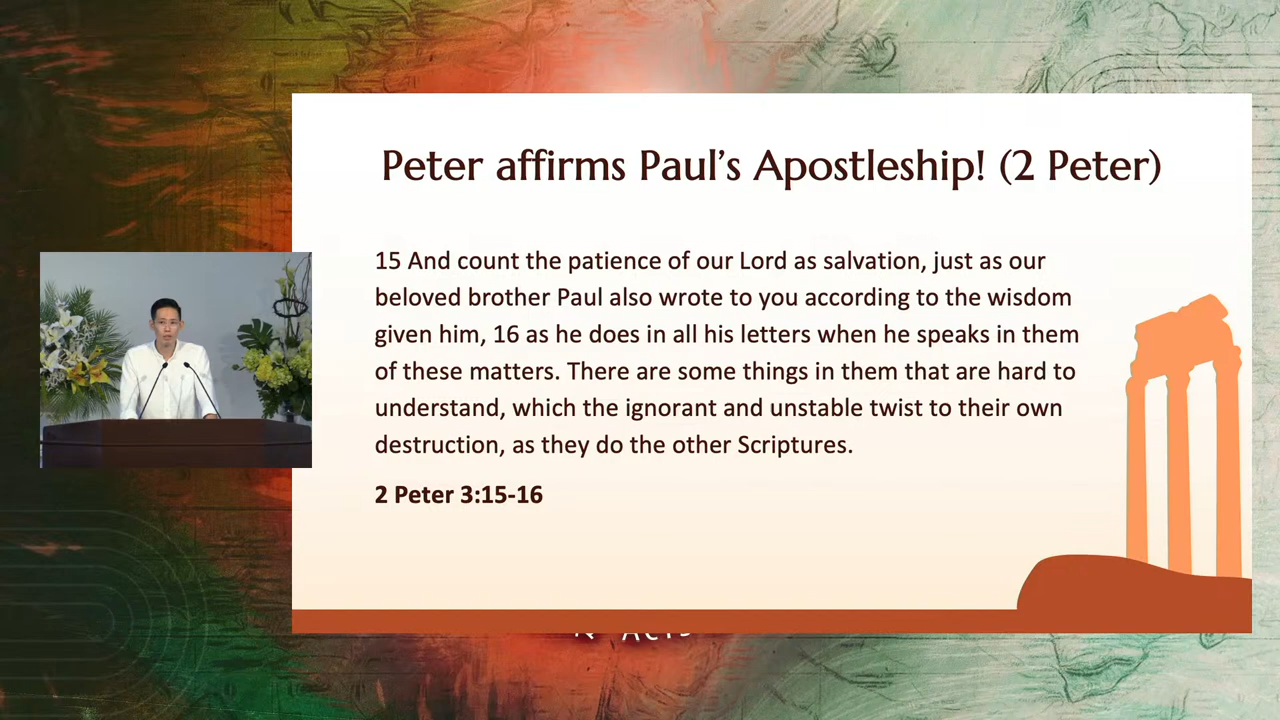 Peter affirms Paul's Apostleship! (2 Peter)
15 And count the patience of our Lord as salvation, just as our
beloved brother Paul also wrote to you according to the wisdom
given him, 16 as he does in all his letters when he speaks in them
of these matters. There are some things in them that are hard to
understand, which the ignorant and unstable twist to their own
destruction, as they do the other Scriptures.
2 Peter 3:15-16
ACTS